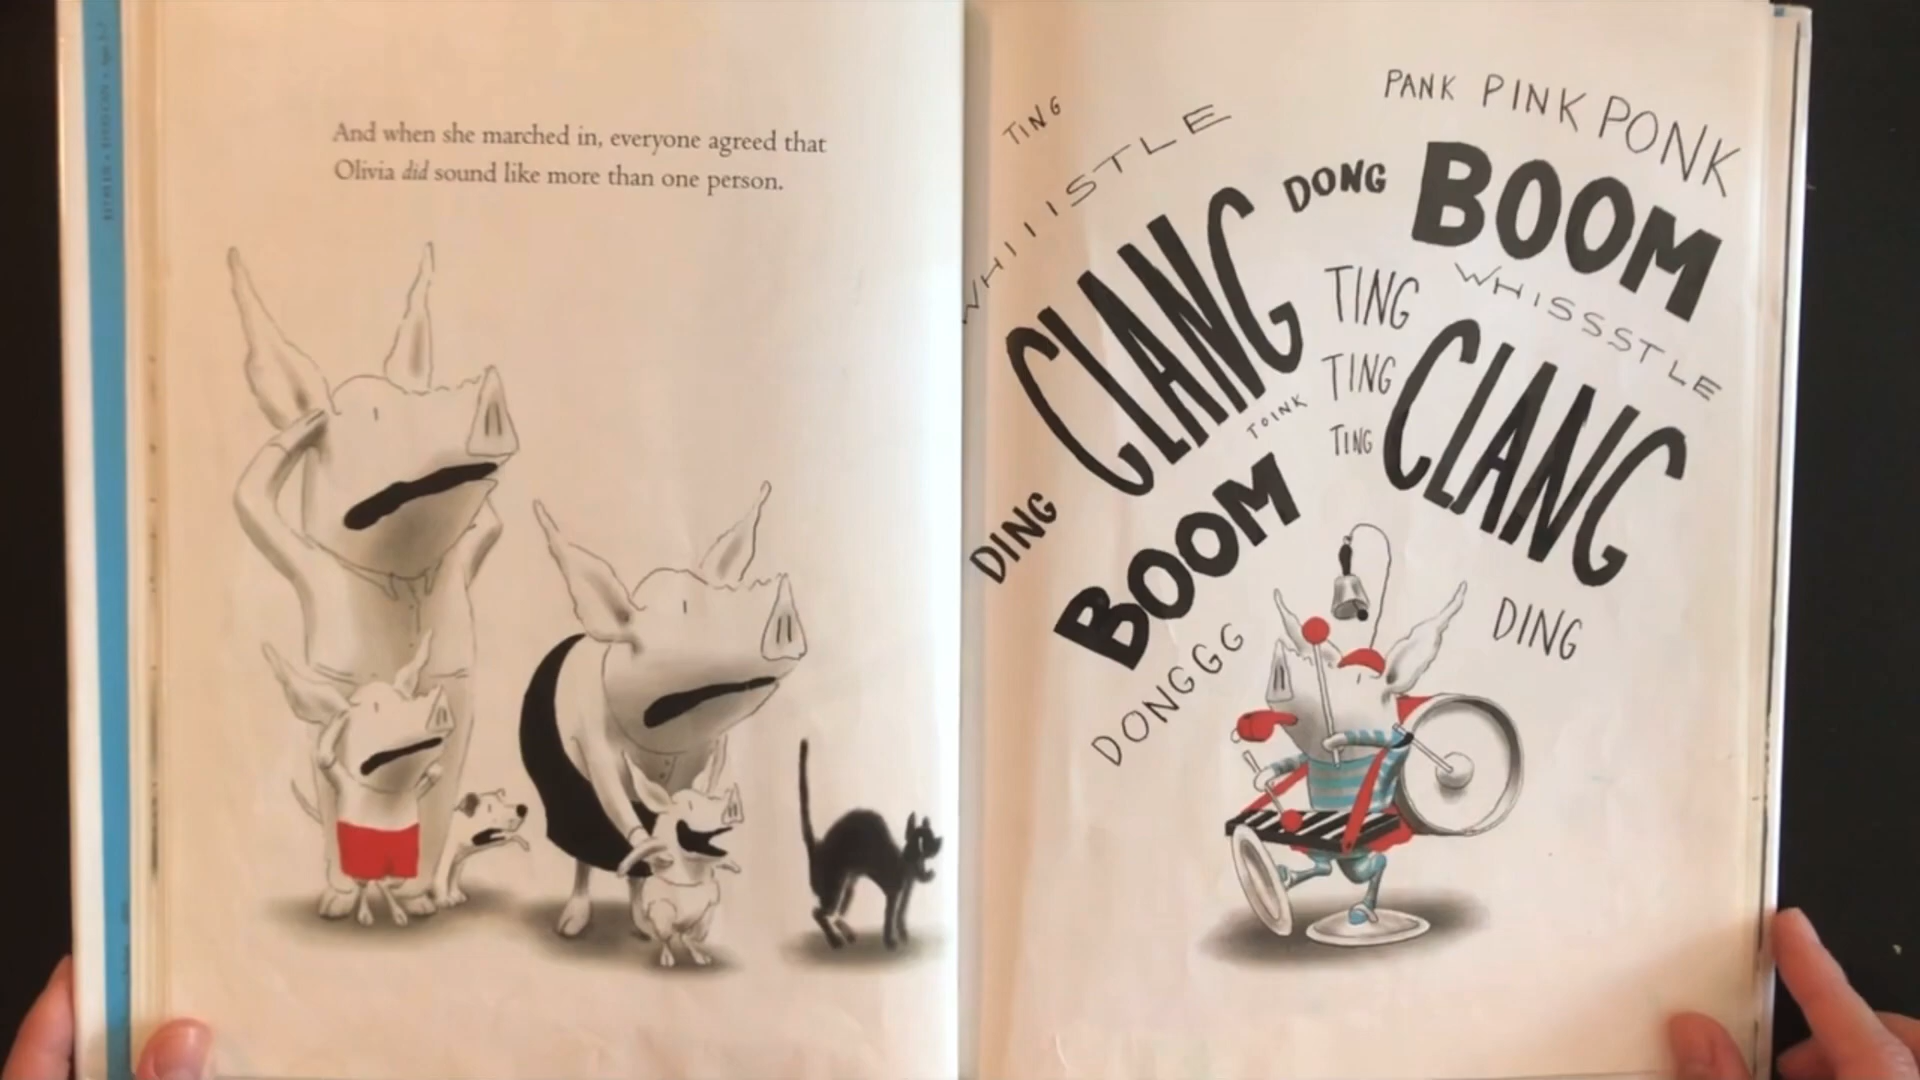 And when she marched in, everyone agreed that
Olivia did sound like more than one person.
TING
WHIIISTLE
PANK PINK PONK
DONG
BOOM
CLANG
TING
WHISSSTLE
TING
TOINK
TING
CLANG
DING
BOOM
DONGGG
DING